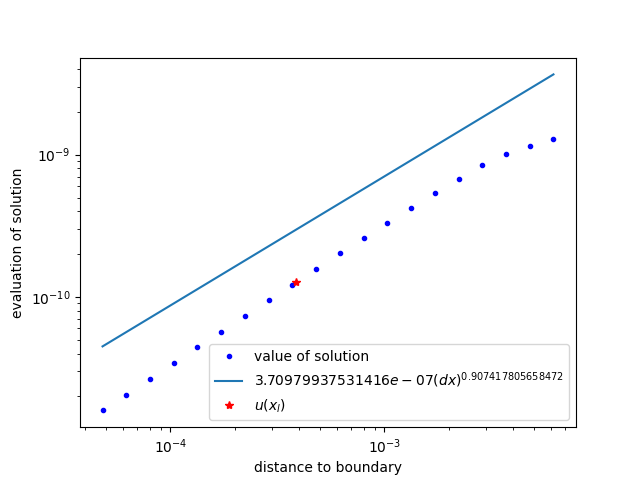 10⁻⁹
10⁻¹⁰
evaluation of solution
value of solution
3.70979937531416e − 07(dx)^0.907417805658472
u(x_l)
10⁻⁴ 10⁻³
distance to boundary